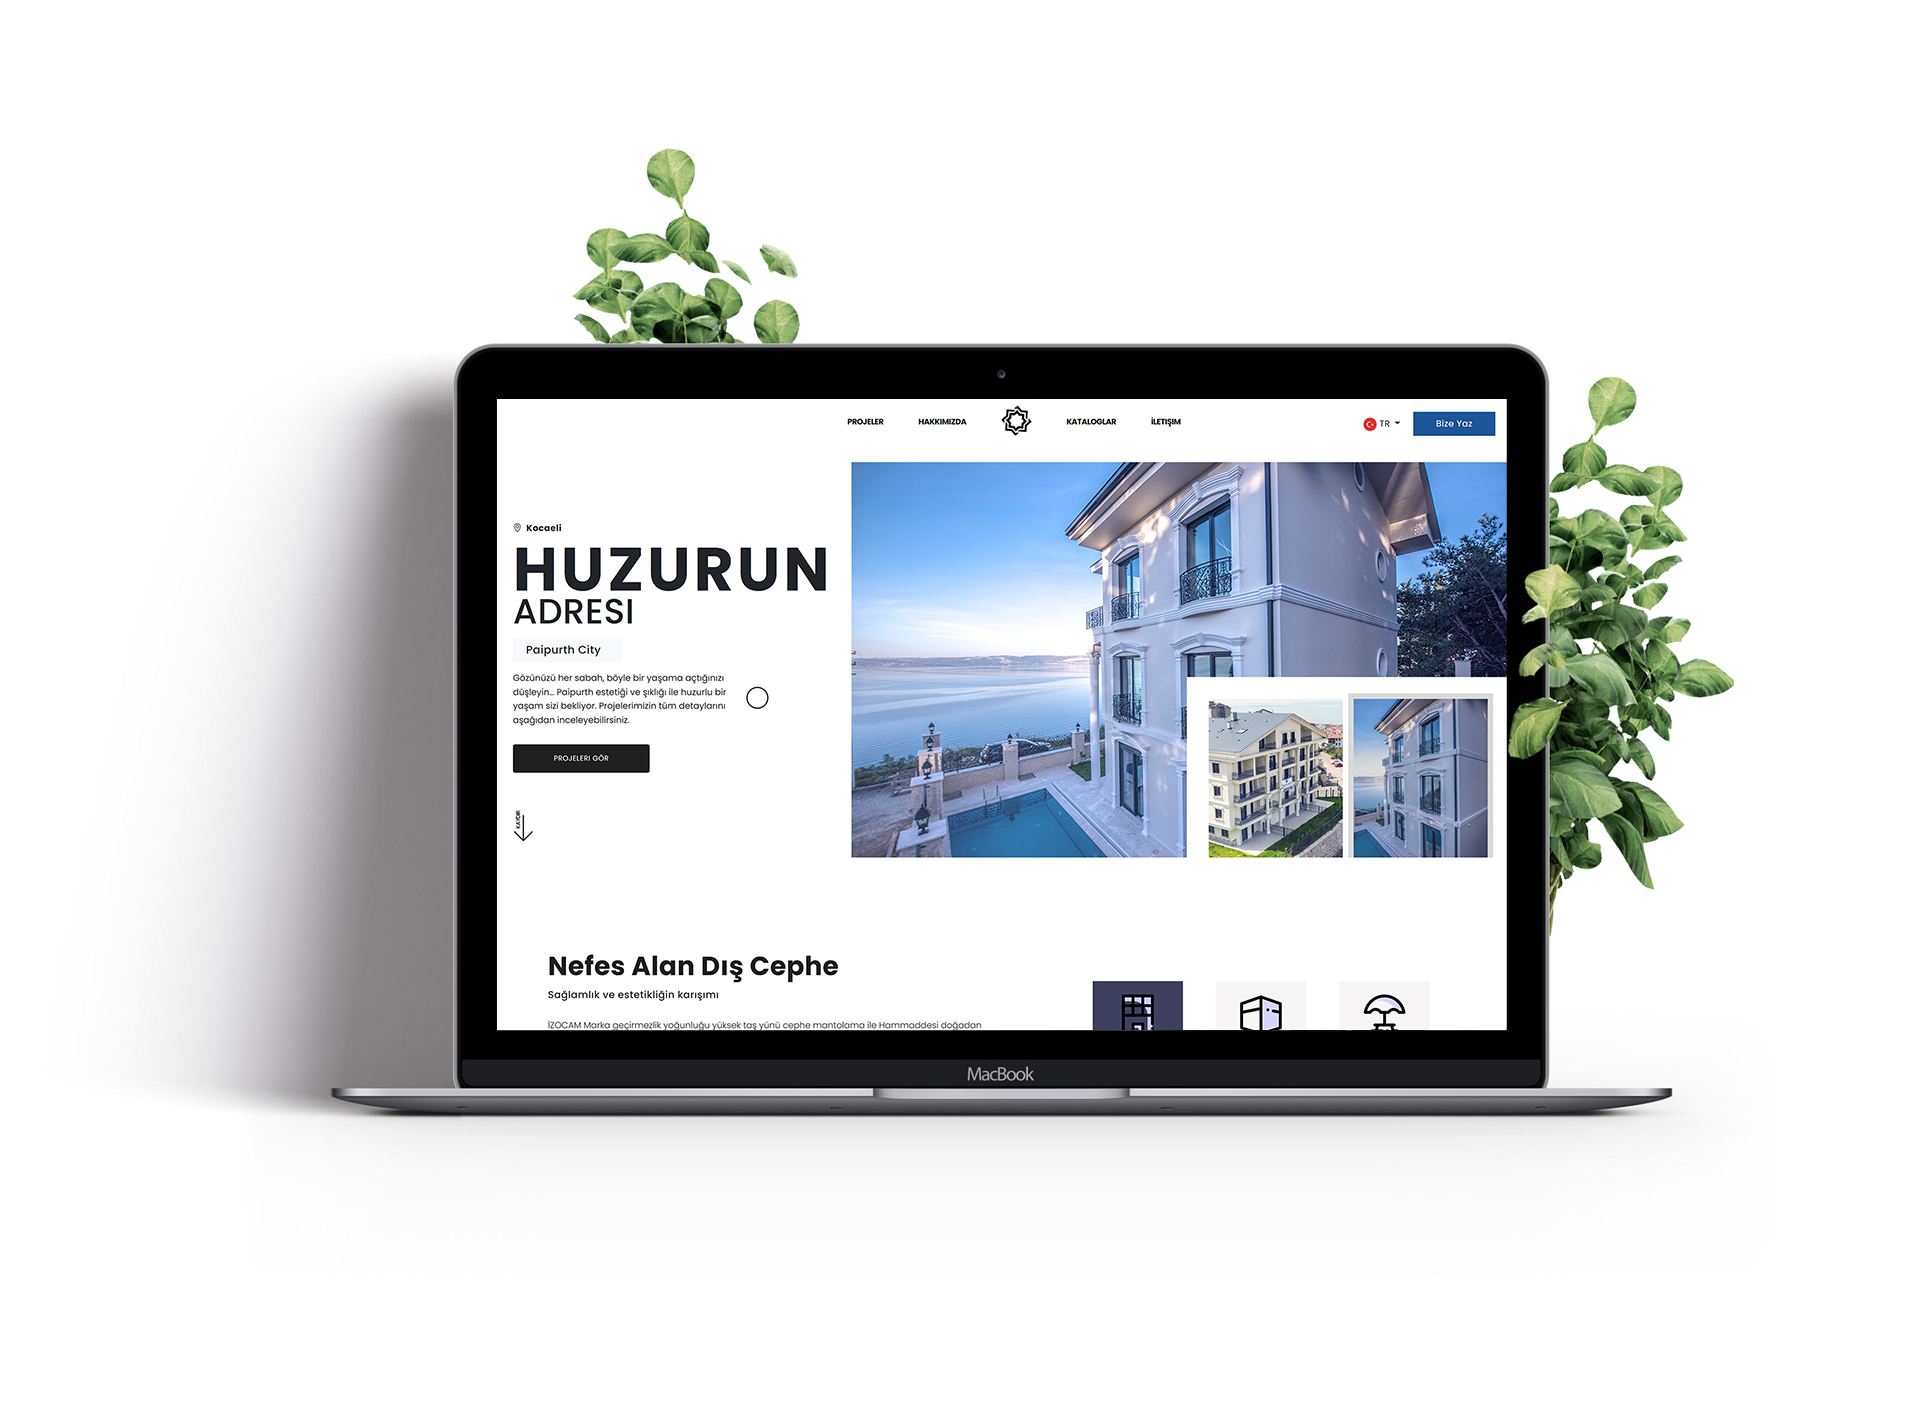 PROJELER HAKKIMIZDA KATALOGLAR İLETİŞİM TR Bize Yaz
Kocaeli
HUZURUN
ADRESI
Paipurth City
Gözünüzü her sabah, böyle bir yaşama açtığınızı
düşleyin... Paipurth estetiği ve şıklığı ile huzurlu bir
yaşam sizi bekliyor. Projelerimizin tüm detaylarını
aşağıdan inceleyebilirsiniz.
PROJELERI GÖR
KAYDIR
Nefes Alan Dış Cephe
Sağlamlık ve estetikliğin karışımı
İZOCAM Marka geçirmezlik yoğunluğu yüksek taş yünü cephe mantolama ile Hammaddesi doğadan
MacBook